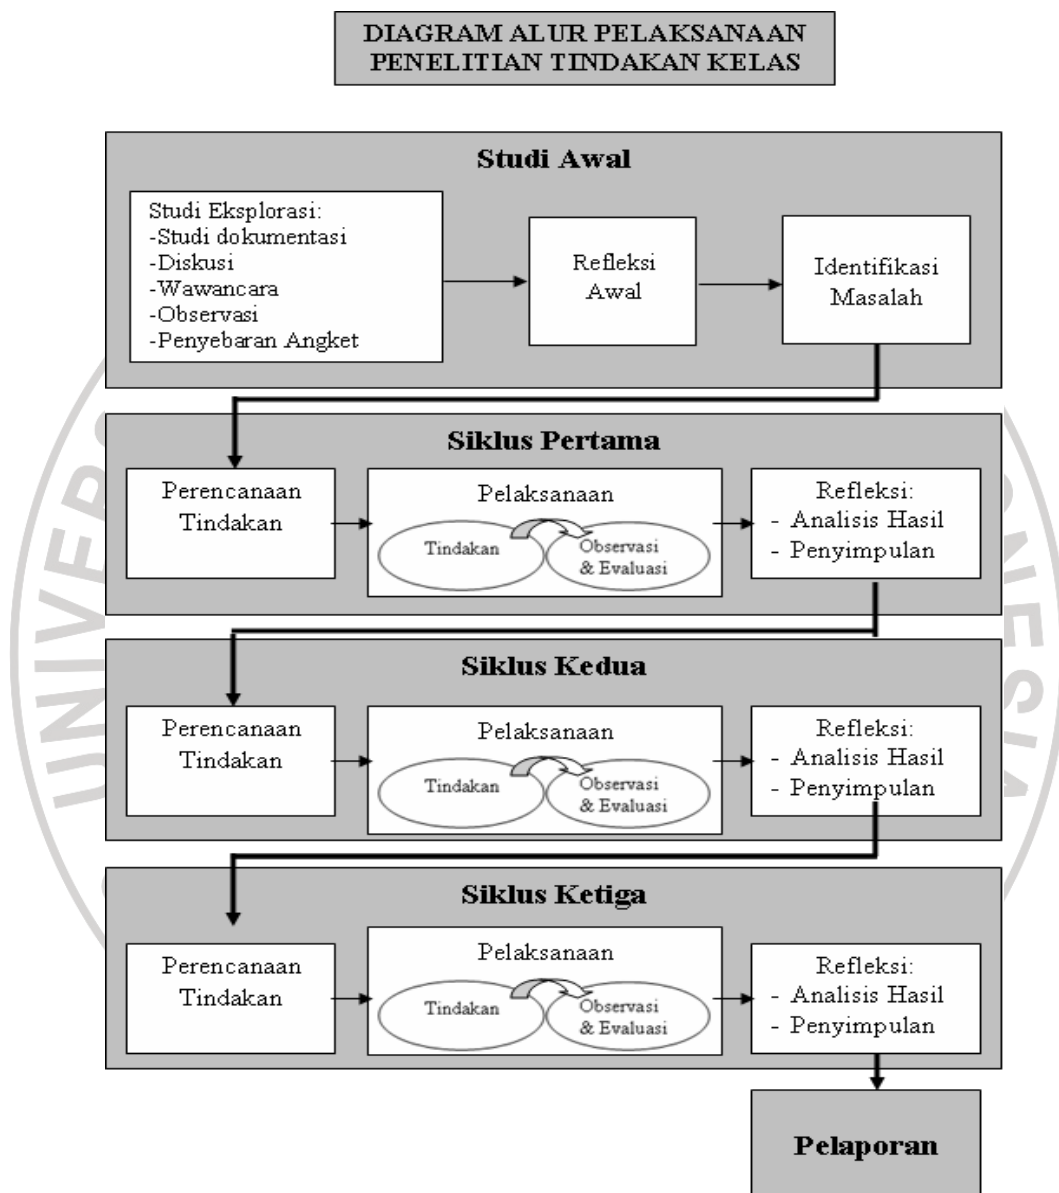 DIAGRAM ALUR PELAKSANAAN
PENELITIAN TINDAKAN KELAS
Studi Awal
Studi Eksplorasi:
-Studi dokumentasi
-Diskusi
-Wawancara
-Observasi
-Penyebaran Angket
Refleksi
Awal
Identifikasi
Masalah
Siklus Pertama
Perencanaan
Tindakan
Pelaksanaan
Tindakan
Observasi
& Evaluasi
Refleksi:
- Analisis Hasil
- Penyimpulan
Siklus Kedua
Perencanaan
Tindakan
Pelaksanaan
Tindakan
Observasi
& Evaluasi
Refleksi:
- Analisis Hasil
- Penyimpulan
Siklus Ketiga
Perencanaan
Tindakan
Pelaksanaan
Tindakan
Observasi
& Evaluasi
Refleksi:
- Analisis Hasil
- Penyimpulan
Pelaporan